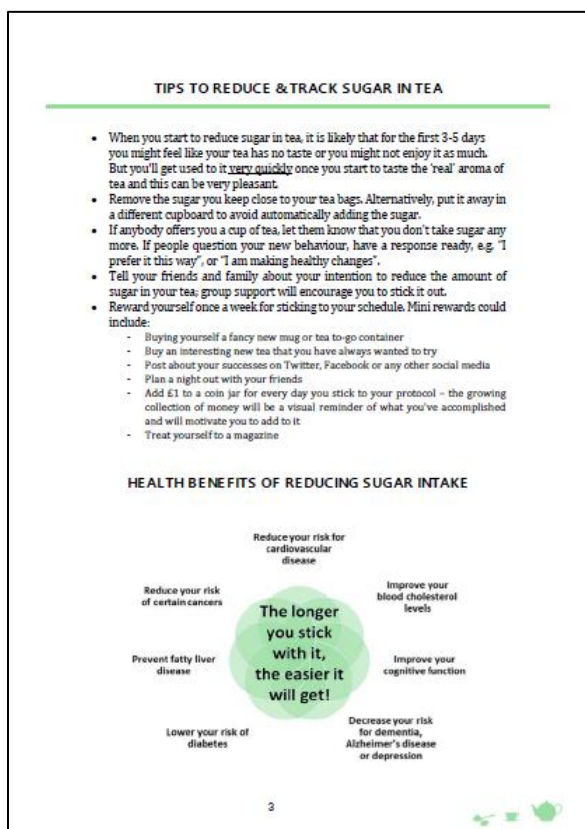 TIPS TO REDUCE & TRACK SUGAR IN TEA
• When you start to reduce sugar in tea, it is likely that for the first 3-5 days
you might feel like your tea has no taste or you might not enjoy it as much.
But you'll get used to it very quickly once you start to taste the 'real' aroma of
tea and this can be very pleasant.
• Remove the sugar you keep close to your tea bags. Alternatively, put it away in
a different cupboard to avoid automatically adding the sugar.
• If anybody offers you a cup of tea, let them know that you don't take sugar any
more. If people question your new behaviour, have a response ready, e.g. "I
prefer it this way", or "I am making healthy changes".
• Tell your friends and family about your intention to reduce the amount of
sugar in your tea; group support will encourage you to stick it out.
• Reward yourself once a week for sticking to your schedule. Mini rewards could
include:
- Buying yourself a fancy new mug or tea to-go container
- Buy an interesting new tea that you have always wanted to try
- Post about your successes on Twitter, Facebook or any other social media
- Plan a night out with your friends
- Add £1 to a coin jar for every day you stick to your protocol – the growing
collection of money will be a visual reminder of what you've accomplished
and will motivate you to add to it
- Treat yourself to a magazine
HEALTH BENEFITS OF REDUCING SUGAR INTAKE
Reduce your risk for
cardiovascular
disease
Improve your
blood cholesterol
levels
Improve your
cognitive function
Decrease your risk
for dementia,
Alzheimer's disease
or depression
Lower your risk of
diabetes
Prevent fatty liver
disease
Reduce your risk
of certain cancers
The longer
you stick
with it,
the easier it
will get!
3